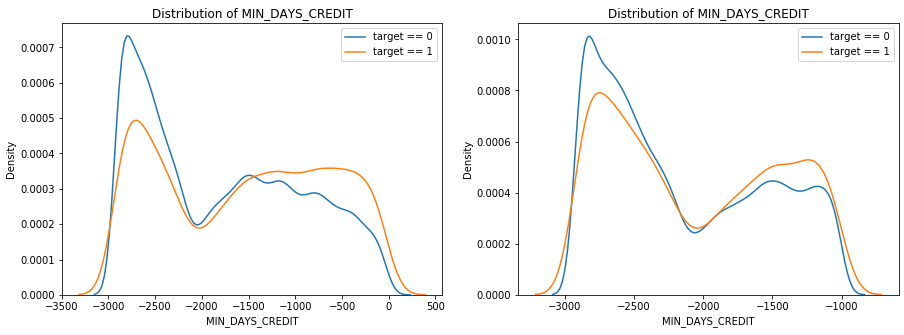 Distribution of MIN_DAYS_CREDIT
target == 0
target == 1
0.0007
0.0006
0.0005
0.0004
0.0003
0.0002
0.0001
0.0000
Density
−3500 −3000 −2500 −2000 −1500 −1000 −500 0 500
MIN_DAYS_CREDIT
Distribution of MIN_DAYS_CREDIT
target == 0
target == 1
0.0010
0.0008
0.0006
0.0004
0.0002
0.0000
Density
−3000 −2500 −2000 −1500 −1000
MIN_DAYS_CREDIT